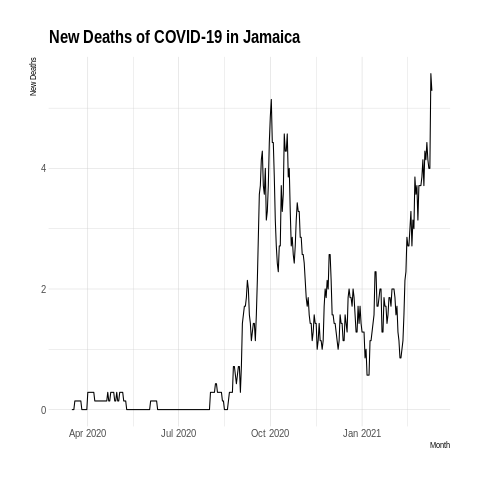 New Deaths of COVID-19 in Jamaica
New Deaths
4
2
0
Apr 2020 Jul 2020 Oct 2020 Jan 2021
Month